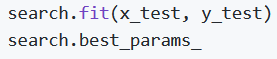 search.fit(x_test, y_test)
search.best_params_